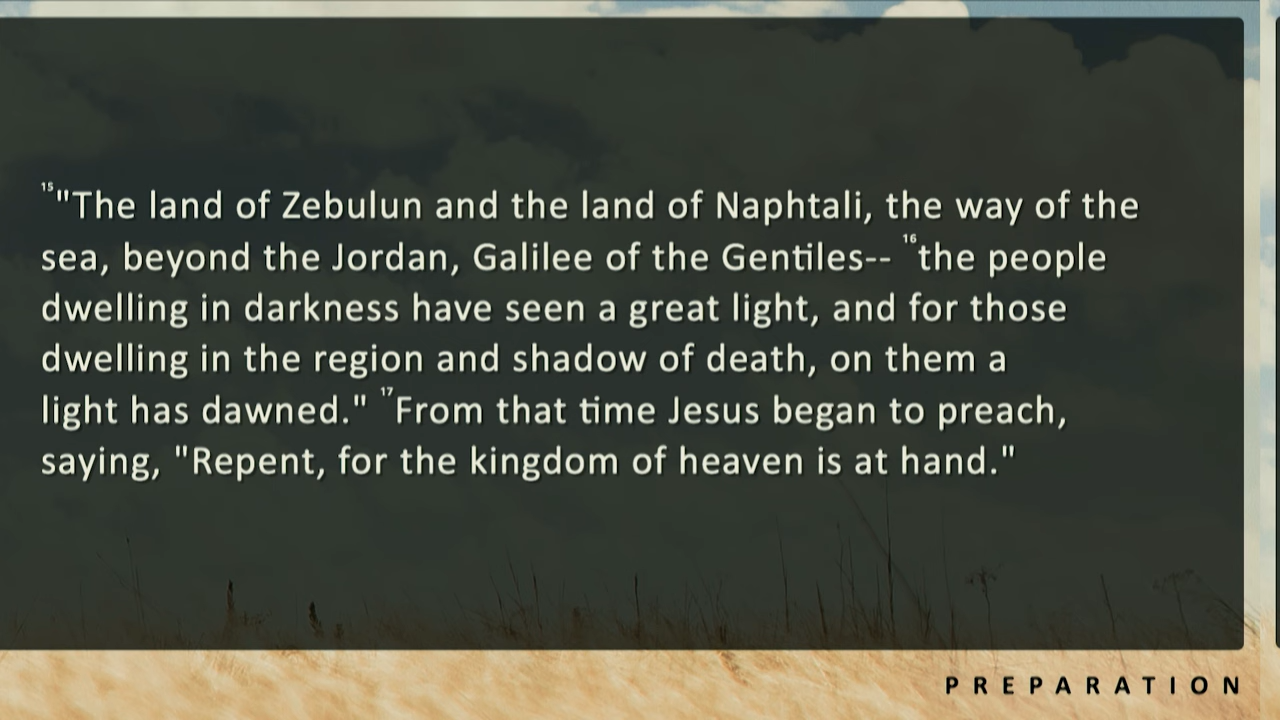 15"The land of Zebulun and the land of Naphtali, the way of the
sea, beyond the Jordan, Galilee of the Gentiles-- 16the people
dwelling in darkness have seen a great light, and for those
dwelling in the region and shadow of death, on them a
light has dawned." 17From that time Jesus began to preach,
saying, "Repent, for the kingdom of heaven is at hand."
PREPARATION